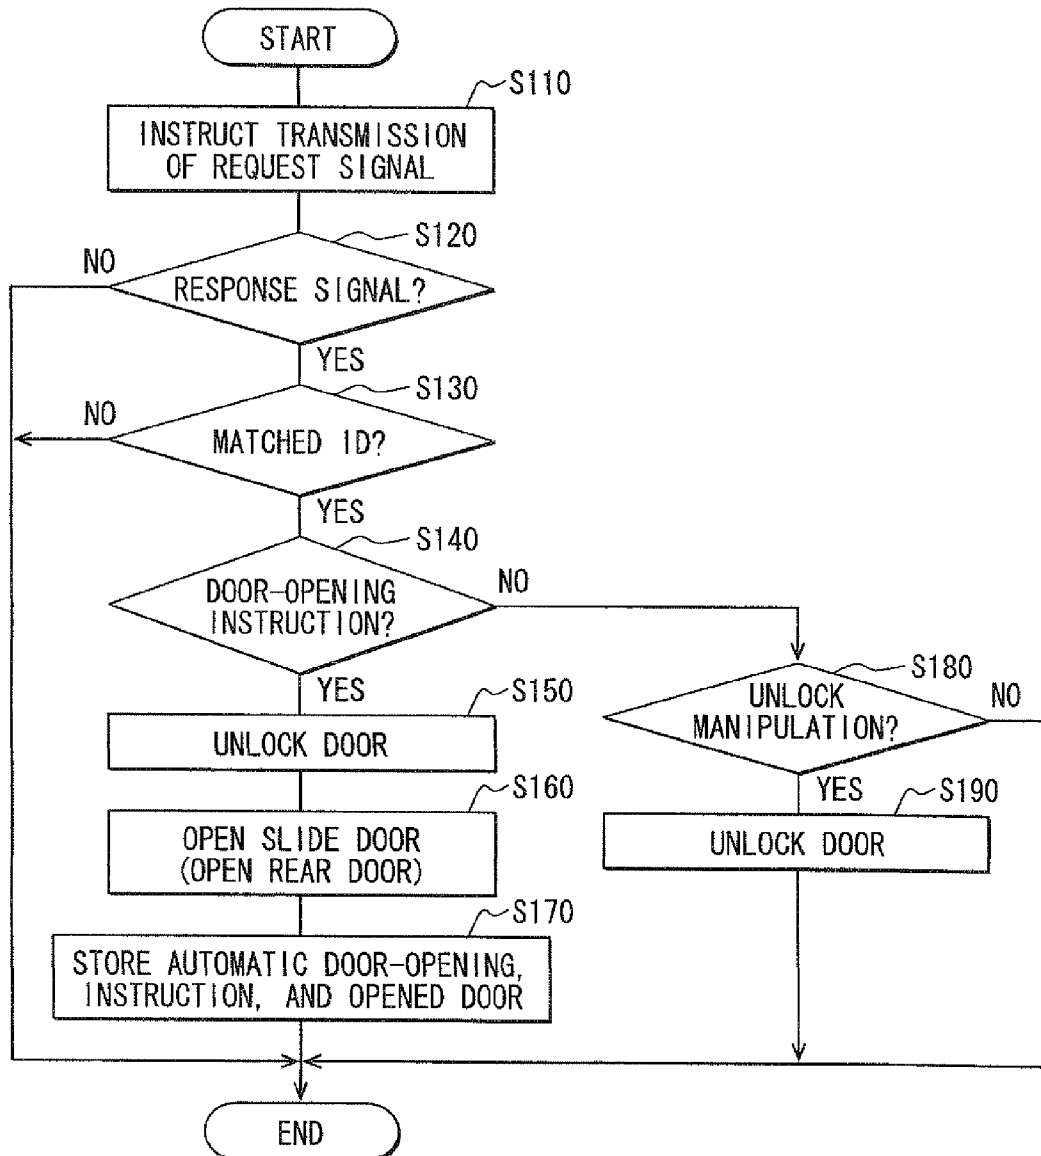 START
S110
INSTRUCT TRANSMISSION
OF REQUEST SIGNAL
S120
NO
RESPONSE SIGNAL?
YES
S130
NO
MATCHED ID?
YES
S140
DOOR-OPENING
INSTRUCTION?
NO
YES
S150
UNLOCK DOOR
S160
OPEN SLIDE DOOR
(OPEN REAR DOOR)
S170
STORE AUTOMATIC DOOR-OPENING,
INSTRUCTION, AND OPENED DOOR
S180
UNLOCK
MANIPULATION?
NO
YES
S190
UNLOCK DOOR
END